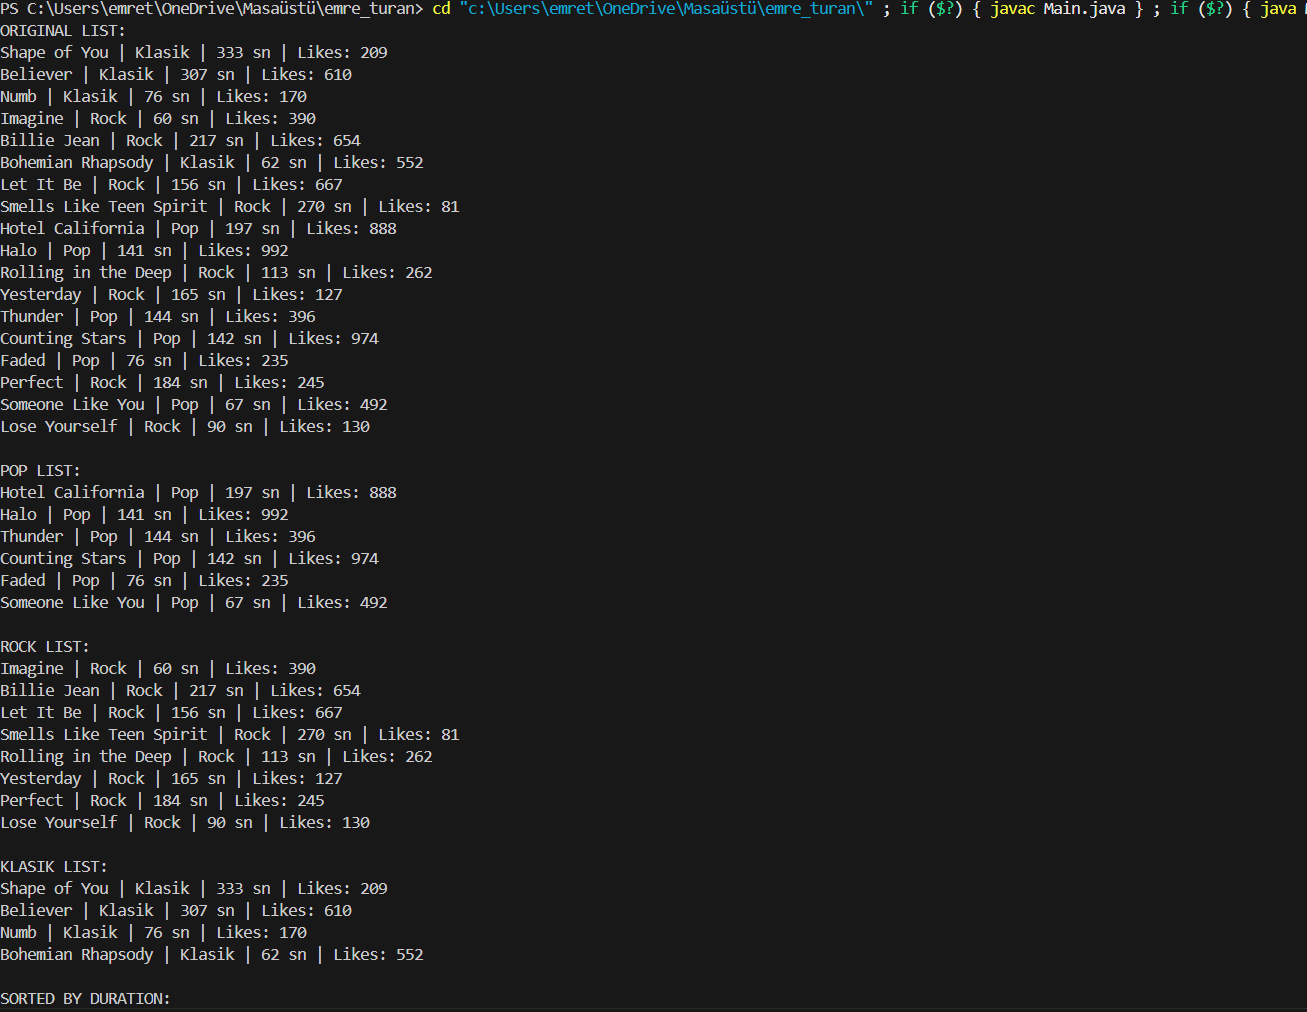 PS C:\Users\emret\OneDrive\Masaüstü\emre_turan> cd "c:\Users\emret\OneDrive\Masaüstü\emre_turan\" ; if ($?) { javac Main.java } ; if ($?) { java
ORIGINAL LIST:
Shape of You | Klasik | 333 sn | Likes: 209
Believer | Klasik | 307 sn | Likes: 610
Numb | Klasik | 76 sn | Likes: 170
Imagine | Rock | 60 sn | Likes: 390
Billie Jean | Rock | 217 sn | Likes: 654
Bohemian Rhapsody | Klasik | 62 sn | Likes: 552
Let It Be | Rock | 156 sn | Likes: 667
Smells Like Teen Spirit | Rock | 270 sn | Likes: 81
Hotel California | Pop | 197 sn | Likes: 888
Halo | Pop | 141 sn | Likes: 992
Rolling in the Deep | Rock | 113 sn | Likes: 262
Yesterday | Rock | 165 sn | Likes: 127
Thunder | Pop | 144 sn | Likes: 396
Counting Stars | Pop | 142 sn | Likes: 974
Faded | Pop | 76 sn | Likes: 235
Perfect | Rock | 184 sn | Likes: 245
Someone Like You | Pop | 67 sn | Likes: 492
Lose Yourself | Rock | 90 sn | Likes: 130

POP LIST:
Hotel California | Pop | 197 sn | Likes: 888
Halo | Pop | 141 sn | Likes: 992
Thunder | Pop | 144 sn | Likes: 396
Counting Stars | Pop | 142 sn | Likes: 974
Faded | Pop | 76 sn | Likes: 235
Someone Like You | Pop | 67 sn | Likes: 492

ROCK LIST:
Imagine | Rock | 60 sn | Likes: 390
Billie Jean | Rock | 217 sn | Likes: 654
Let It Be | Rock | 156 sn | Likes: 667
Smells Like Teen Spirit | Rock | 270 sn | Likes: 81
Rolling in the Deep | Rock | 113 sn | Likes: 262
Yesterday | Rock | 165 sn | Likes: 127
Perfect | Rock | 184 sn | Likes: 245
Lose Yourself | Rock | 90 sn | Likes: 130

KLASIK LIST:
Shape of You | Klasik | 333 sn | Likes: 209
Believer | Klasik | 307 sn | Likes: 610
Numb | Klasik | 76 sn | Likes: 170
Bohemian Rhapsody | Klasik | 62 sn | Likes: 552

SORTED BY DURATION: